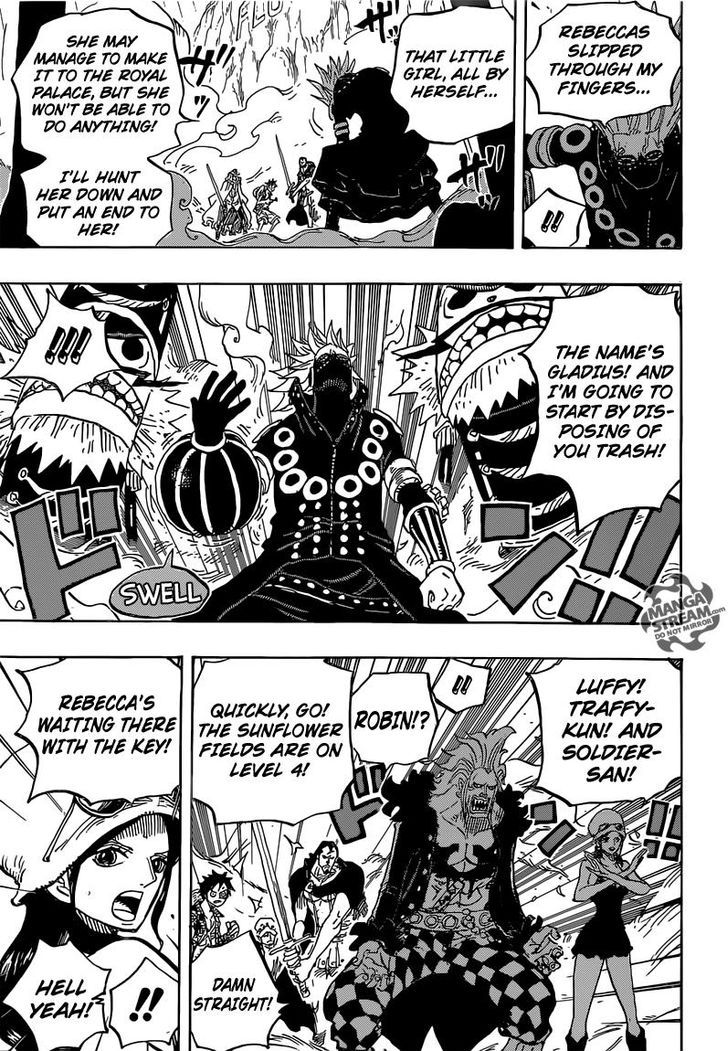 REBECCAS
SLIPPED
THROUGH MY
FINGERS...
!!
THAT LITTLE
GIRL, ALL BY
HERSELF...
SHE MAY
MANAGE TO MAKE
IT TO THE ROYAL
PALACE, BUT SHE
WON'T BE ABLE TO
DO ANYTHING!
I'LL HUNT
HER DOWN AND
PUT AN END TO
HER!
THE NAME'S
GLADIUS! AND
I'M GOING TO
START BY DIS-
POSING OF
YOU TRASH!
!!!
SWELL
ド
ン
!!
MANGA
STREAM.com
DO NOT MIRROR
LUFFY!
TRAFFY-
KUN! AND
SOLDIER-
SAN!
!!
ROBIN!?
QUICKLY, GO!
THE SUNFLOWER
FIELDS ARE ON
LEVEL 4!
ド
ン
!!
DAMN
STRAIGHT!
REBECCA'S
WAITING THERE
WITH THE KEY!
!!
HELL
YEAH!